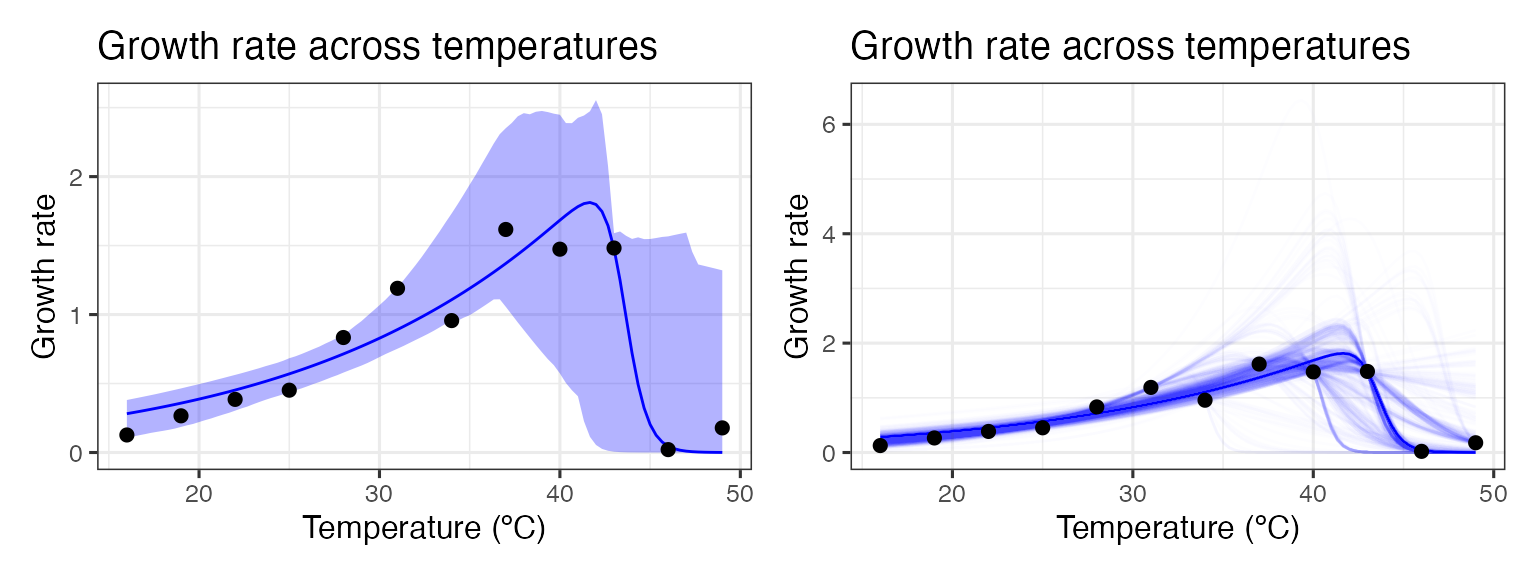 Growth rate across temperatures
Growth rate
2
1
0
20 30 40 50
Temperature (°C)
Growth rate across temperatures
Growth rate
6
4
2
0
20 30 40 50
Temperature (°C)